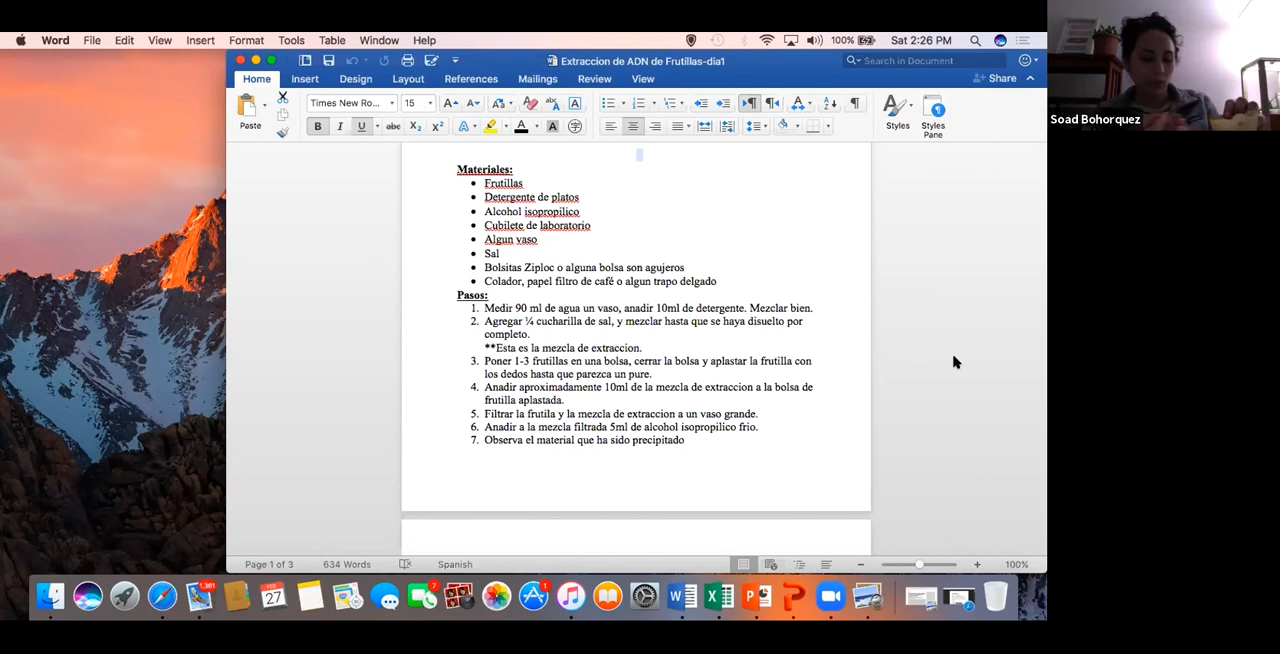 Word File Edit View Insert Format Tools Table Window Help 100% Sat 2:26 PM
Extraccion de ADN de Frutillas-dia1 Search in Document
Home Insert Design Layout References Mailings Review View Share
Paste Times New Ro... 15 Styles Styles Pane
Soad Bohorquez
Materiales:
Frutillas
Detergente de platos
Alcohol isopropilico
Cubilete de laboratorio
Algun vaso
Sal
Bolsitas Ziploc o alguna bolsa son agujeros
Colador, papel filtro de café o algun trapo delgado
Pasos:
1. Medir 90 ml de agua un vaso, anadir 10ml de detergente. Mezclar bien.
2. Agregar ¼ cucharilla de sal, y mezclar hasta que se haya disuelto por
completo.
**Esta es la mezcla de extraccion.
3. Poner 1-3 frutillas en una bolsa, cerrar la bolsa y aplastar la frutilla con
los dedos hasta que parezca un pure.
4. Anadir aproximadamente 10ml de la mezcla de extraccion a la bolsa de
frutilla aplastada.
5. Filtrar la frutila y la mezcla de extraccion a un vaso grande.
6. Anadir a la mezcla filtrada 5ml de alcohol isopropilico frio.
7. Observa el material que ha sido precipitado
Page 1 of 3 634 Words Spanish 100%
1,361 FEB 27 7 1